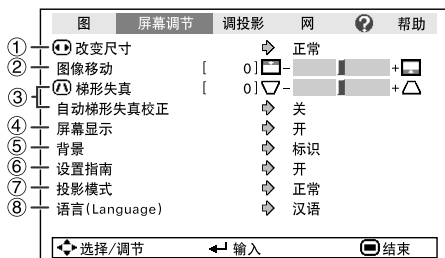 图 屏幕调节 调投影 网 ? 帮助
① 改变尺寸 正常
② 图像移动 [ 0] - +
③ 梯形失真 [ 0] - +
自动梯形失真校正 关
④ 屏幕显示 开
⑤ 背景 标识
⑥ 设置指南 开
⑦ 投影模式 正常
⑧ 语言(Language) 汉语
选择/调节 输入 结束